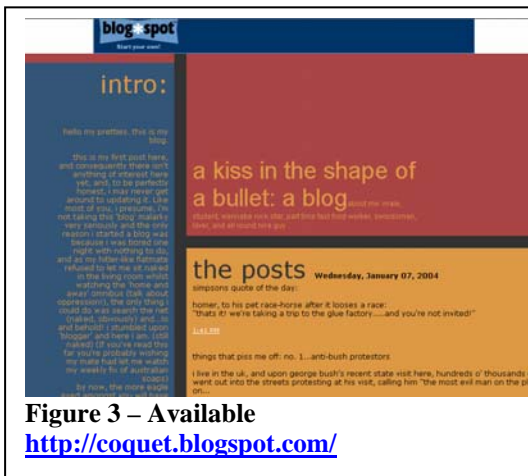 blog*spot
Start your own!
intro:
hello my pretties. this is my
blog.
this is my first post here,
and consequently there isn't
anything of interest here
yet, and, to be perfectly
honest, i may never get
around to updating it. Like
most of you, i presume, i'm
not taking this 'blog' malarky
very seriously and the only
reason i started a blog was
because i was bored one
night with nothing to do,
and as my hitler-like flatmate
refused to let me sit naked
in the living room whilst
watching the 'home and
away' omnibus (talk about
oppression!), the only thing i
could do was search the net
(naked, obviously) and...lo
and behold! i stumbled upon
'blogger' and here i am. (still
naked) (if you've read this
far you're probably wishing
my mate had let me watch
my weekly fix of australian
soaps)
by now, the more eagle
a kiss in the shape of
a bullet: a blog about me: male,
student, wannabe rock star, part time fast food worker, swordsman,
lover, and all-round nice guy
the posts Wednesday, January 07, 2004
simpsons quote of the day:
homer, to his pet race-horse after it looses a race:
"thats it! we're taking a trip to the glue factory.....and you're not invited!"
1:41 PM
things that piss me off: no. 1...anti-bush protestors
i live in the uk, and upon george bush's recent state visit here, hundreds o' thousands
went out into the streets protesting at his visit, calling him "the most evil man on the pl
on...
Figure 3 – Available
http://coquet.blogspot.com/